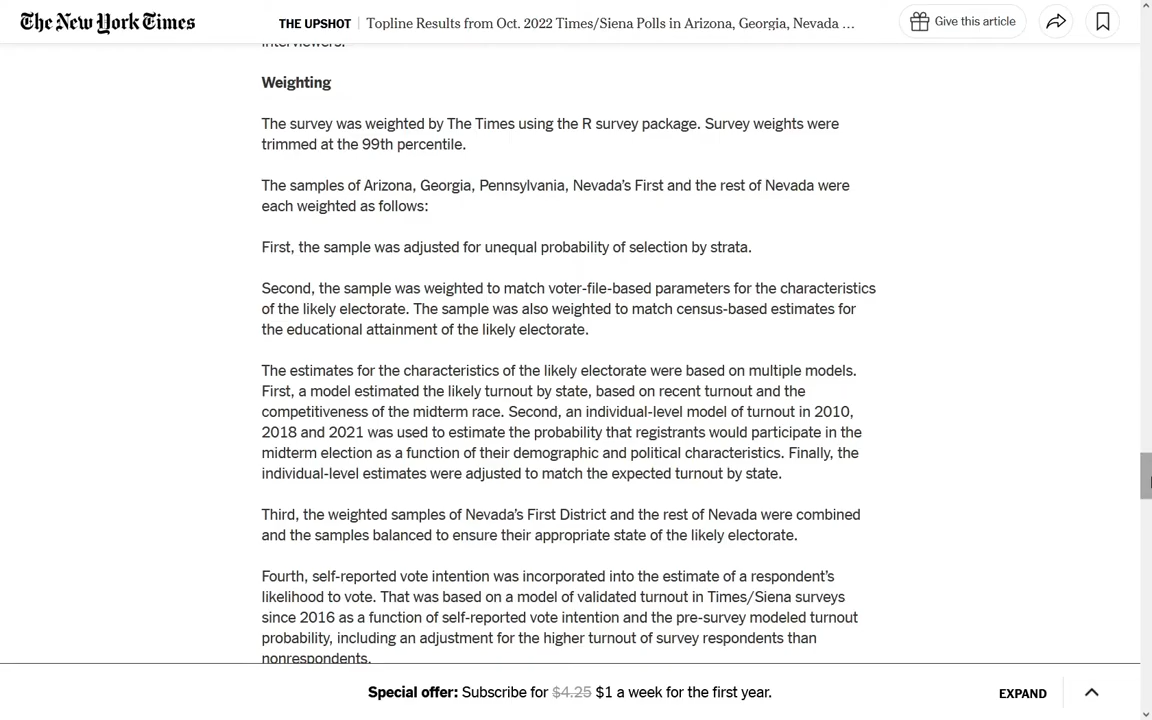 The New York Times
THE UPSHOT | Topline Results from Oct. 2022 Times/Siena Polls in Arizona, Georgia, Nevada …
Give this article
interviewers.
Weighting
The survey was weighted by The Times using the R survey package. Survey weights were
trimmed at the 99th percentile.
The samples of Arizona, Georgia, Pennsylvania, Nevada’s First and the rest of Nevada were
each weighted as follows:
First, the sample was adjusted for unequal probability of selection by strata.
Second, the sample was weighted to match voter-file-based parameters for the characteristics
of the likely electorate. The sample was also weighted to match census-based estimates for
the educational attainment of the likely electorate.
The estimates for the characteristics of the likely electorate were based on multiple models.
First, a model estimated the likely turnout by state, based on recent turnout and the
competitiveness of the midterm race. Second, an individual-level model of turnout in 2010,
2018 and 2021 was used to estimate the probability that registrants would participate in the
midterm election as a function of their demographic and political characteristics. Finally, the
individual-level estimates were adjusted to match the expected turnout by state.
Third, the weighted samples of Nevada’s First District and the rest of Nevada were combined
and the samples balanced to ensure their appropriate state of the likely electorate.
Fourth, self-reported vote intention was incorporated into the estimate of a respondent’s
likelihood to vote. That was based on a model of validated turnout in Times/Siena surveys
since 2016 as a function of self-reported vote intention and the pre-survey modeled turnout
probability, including an adjustment for the higher turnout of survey respondents than
nonrespondents.
Special offer: Subscribe for $4.25 $1 a week for the first year.
EXPAND